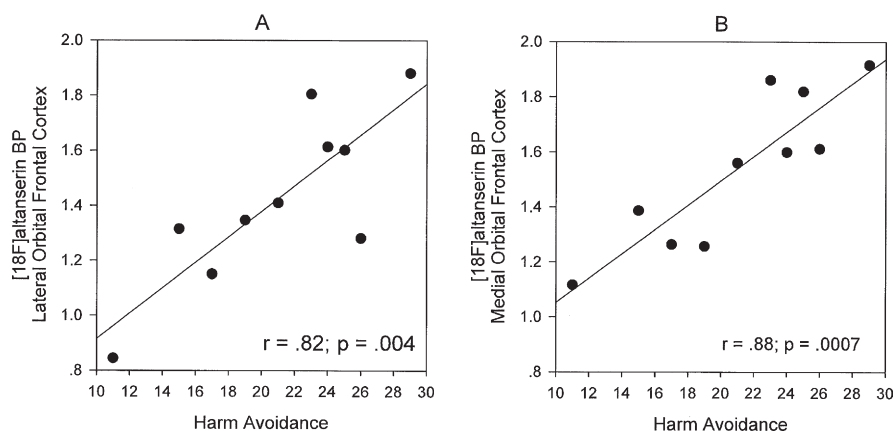 A
[18F]altanserin BP
Lateral Orbital Frontal Cortex
2.0
1.8
1.6
1.4
1.2
1.0
.8
r = .82; p = .004
10 12 14 16 18 20 22 24 26 28 30
Harm Avoidance
B
[18F]altanserin BP
Medial Orbital Frontal Cortex
2.0
1.8
1.6
1.4
1.2
1.0
.8
r = .88; p = .0007
10 12 14 16 18 20 22 24 26 28 30
Harm Avoidance